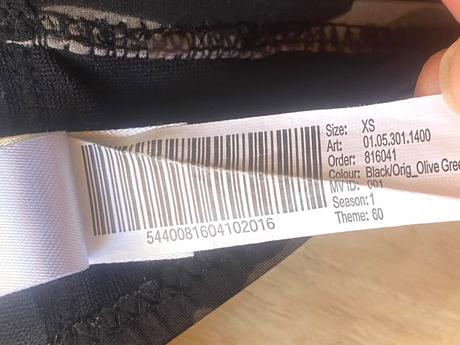 Size: XS
Art: 01.05.301.1400
Order: 816041
Colour: Black/Orig_Olive Gree
MV ID: 001
Season: 1
Theme: 60
5440081604102016